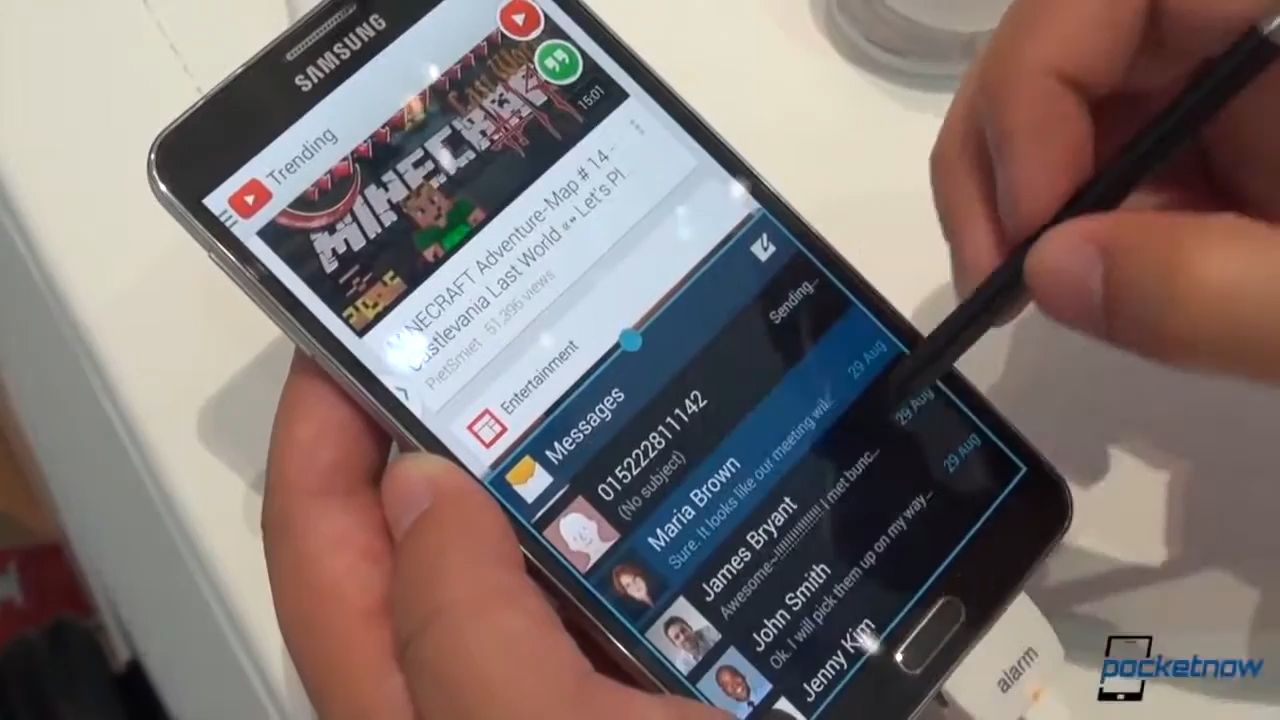 SAMSUNG
Trending
MINECRAFT
15:01
MINECRAFT Adventure-Map # 14 -
Castlevania Last World «» Let's Pl...
PietSmiet 51.396 views
Entertainment
Messages
015222811142
(No subject)
Sending...
Maria Brown
Sure. It looks like our meeting wil...
29 Aug
James Bryant
Awesome~!!!!!!!!!!!!!! I met bunc...
29 Aug
John Smith
Ok. I will pick them up on my way...
29 Aug
Jenny Kim
alarm
pocketnow